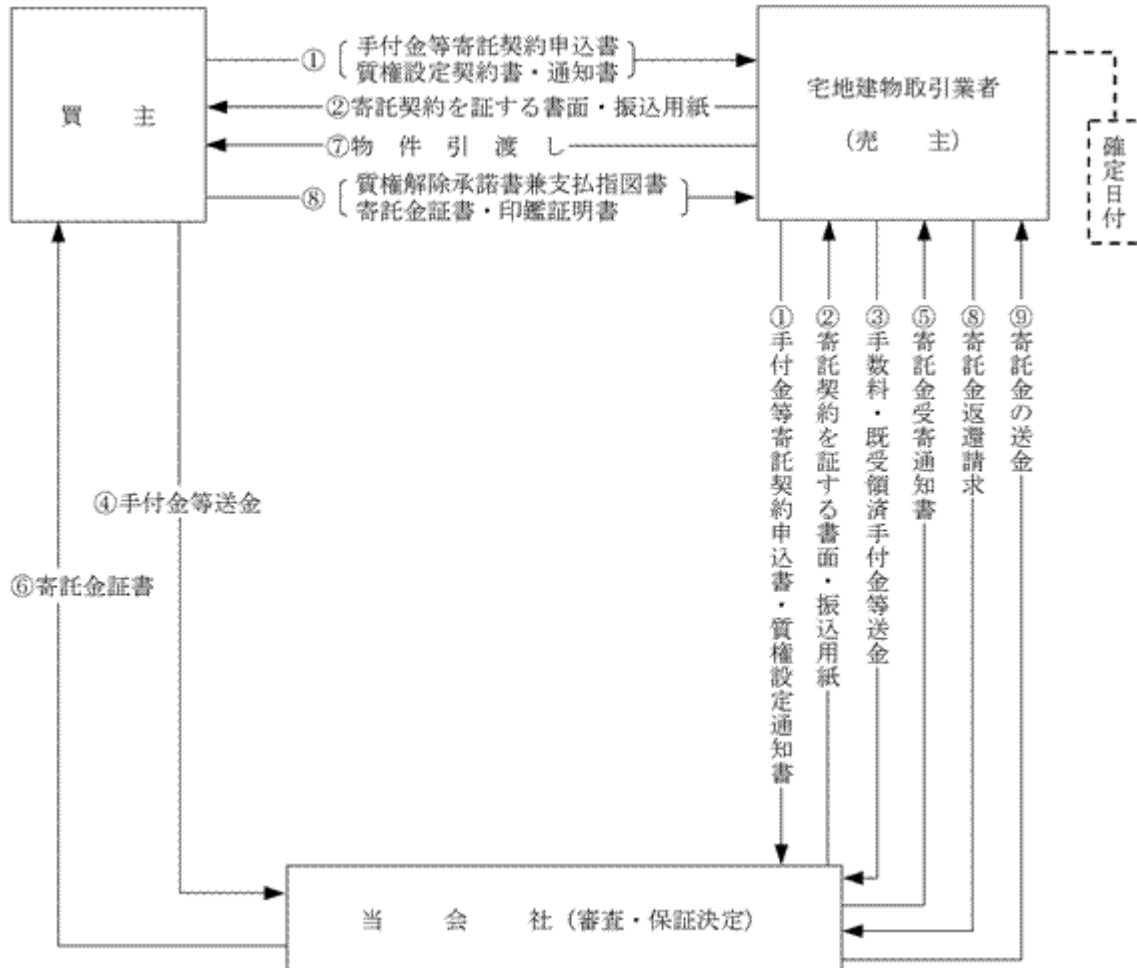 ① 手付金等寄託契約申込書
質権設定契約書・通知書
②寄託契約を証する書面・振込用紙
⑦物件引渡し
⑧ 質権解除承諾書兼支払指図書
寄託金証書・印鑑証明書
買主
宅地建物取引業者
(売主)
確定日付
①手付金等寄託契約申込書・質権設定通知書
②寄託契約を証する書面・振込用紙
③手数料・既受領済手付金等送金
⑤寄託金受寄通知書
⑧寄託金返還請求
⑨寄託金の送金
④手付金等送金
⑥寄託金証書
当会社(審査・保証決定)